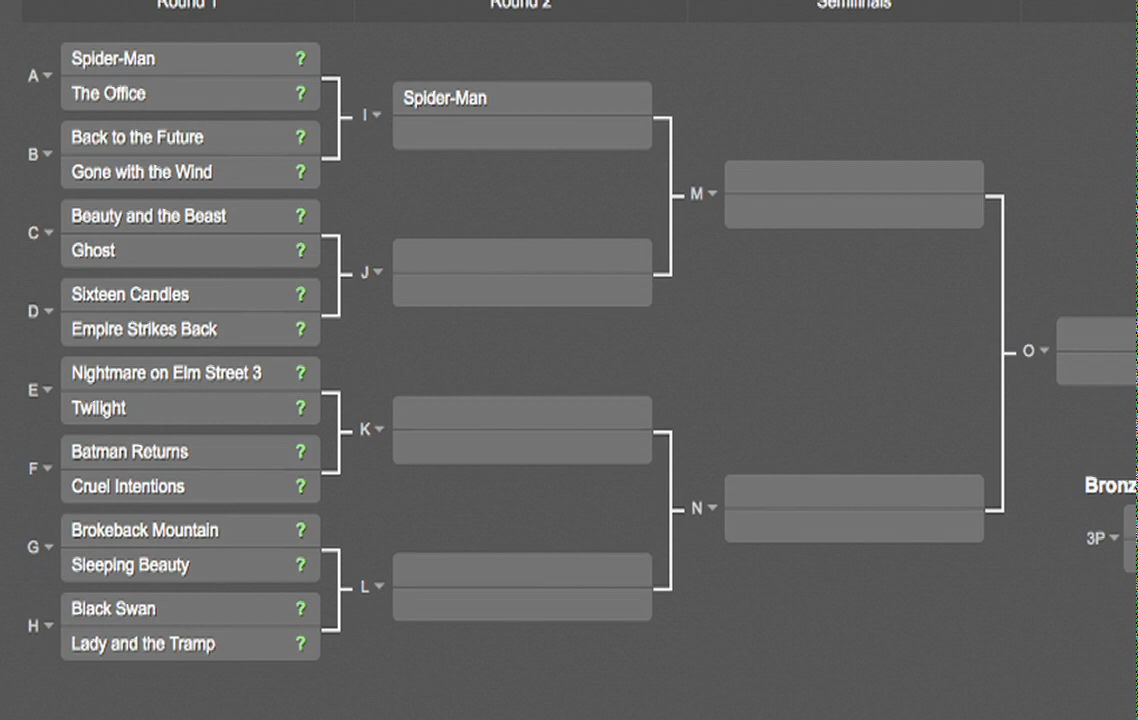 Round 1
Round 2
Semifinals
A
Spider-Man ?
The Office ?
B
Back to the Future ?
Gone with the Wind ?
C
Beauty and the Beast ?
Ghost ?
D
Sixteen Candles ?
Empire Strikes Back ?
E
Nightmare on Elm Street 3 ?
Twilight ?
F
Batman Returns ?
Cruel Intentions ?
G
Brokeback Mountain ?
Sleeping Beauty ?
H
Black Swan ?
Lady and the Tramp ?
I
Spider-Man
J
K
L
M
N
O
Bronz
3P